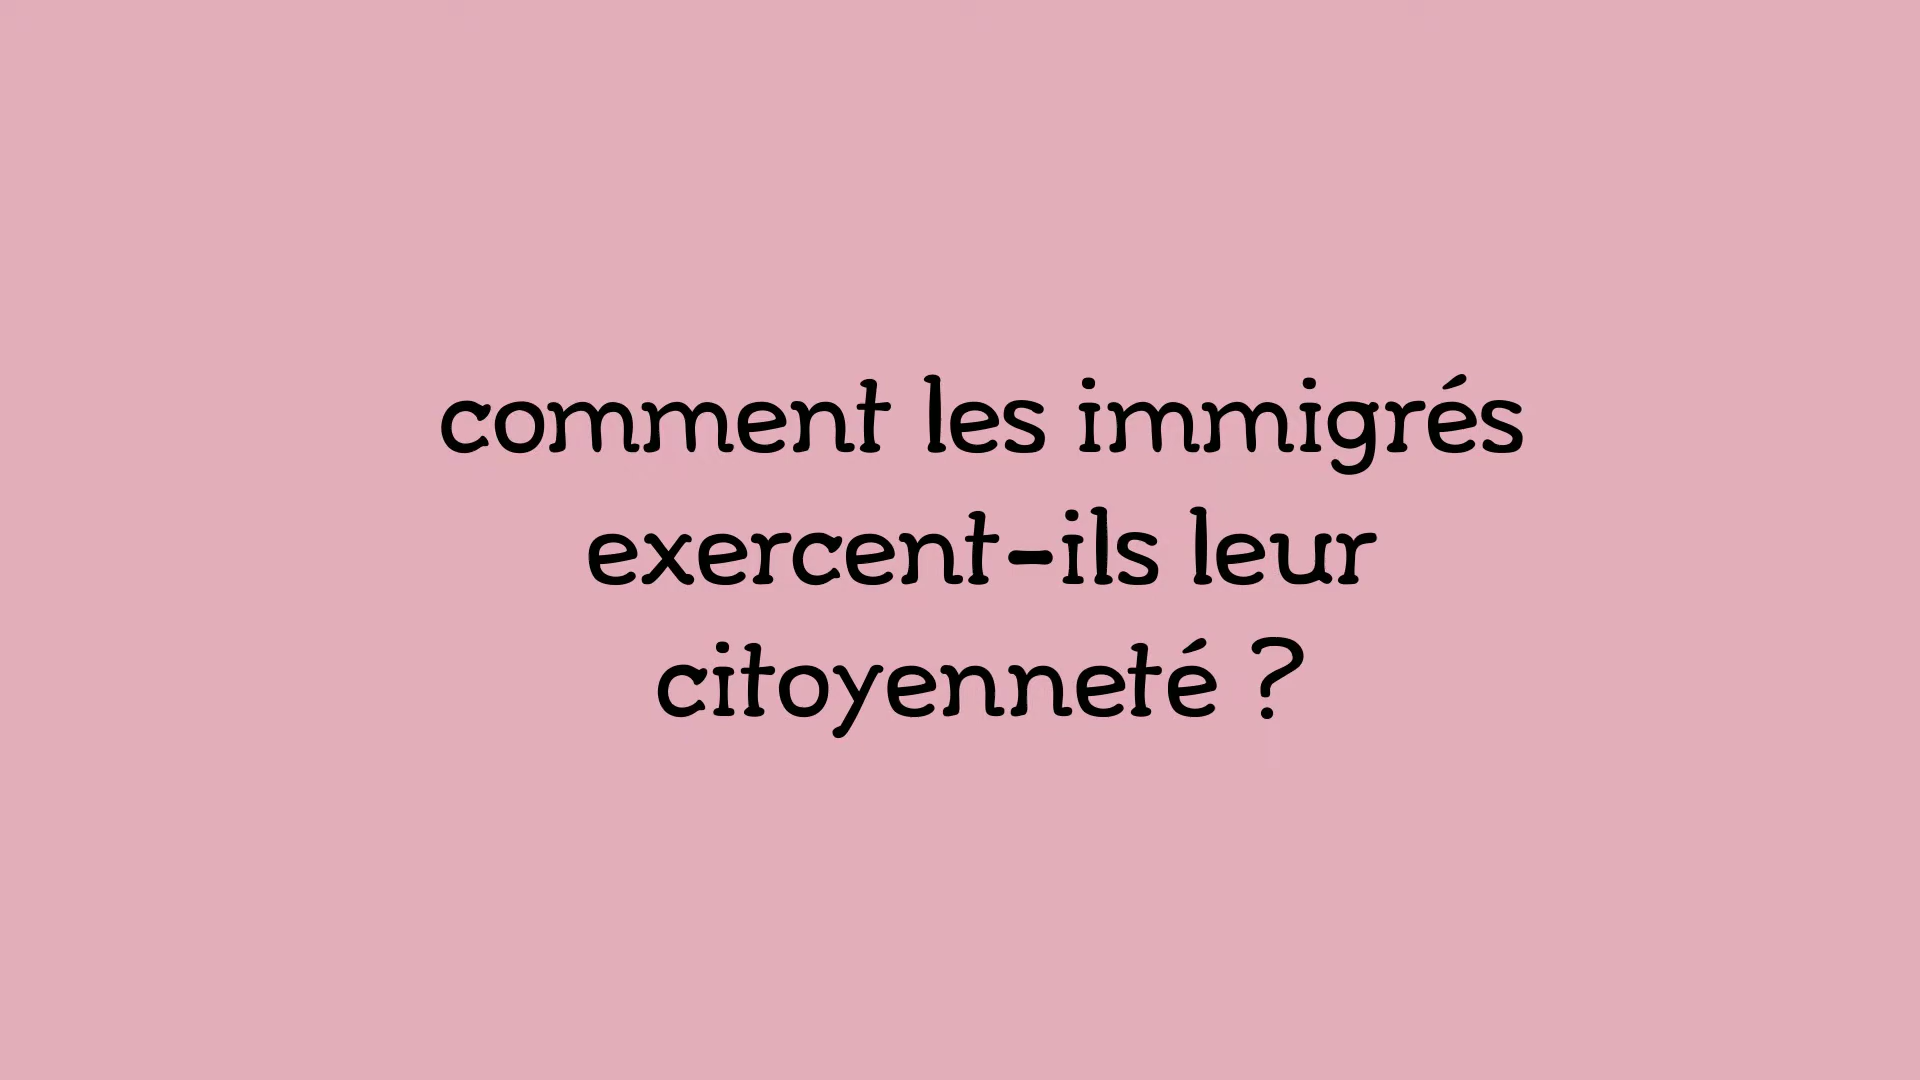 comment les immigrés
exercent-ils leur
citoyenneté ?